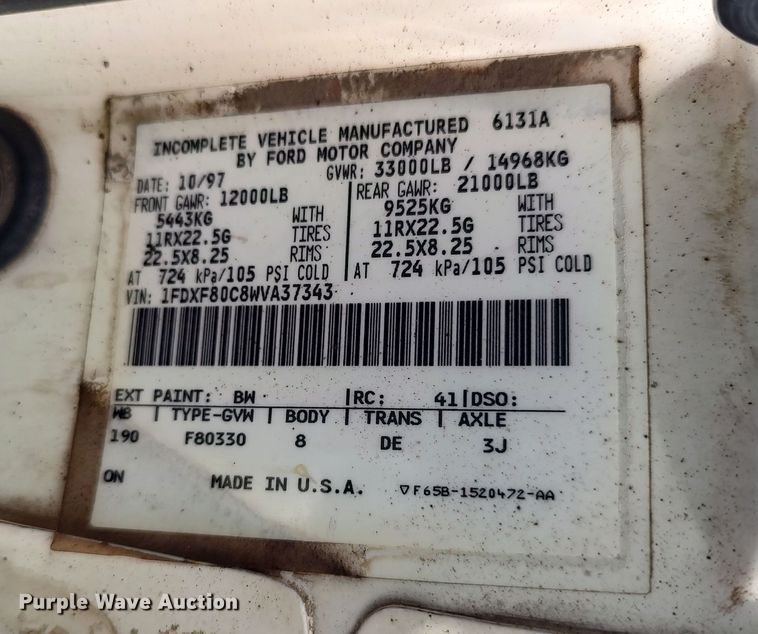 INCOMPLETE VEHICLE MANUFACTURED 6131A
BY FORD MOTOR COMPANY
DATE: 10/97 GVWR: 33000LB / 14968KG
FRONT GAWR: 12000LB REAR GAWR: 21000LB
5443KG WITH 9525KG WITH
11RX22.5G TIRES 11RX22.5G TIRES
22.5X8.25 RIMS 22.5X8.25 RIMS
AT 724 kPa/105 PSI COLD AT 724 kPa/105 PSI COLD
VIN: 1FDXF80C8WVA37343
EXT PAINT: BW |RC: 41|DSO:
WB | TYPE-GVW | BODY | TRANS | AXLE
190 F80330 8 DE 3J
ON MADE IN U.S.A. ▽F65B-1520472-AA
Purple Wave Auction